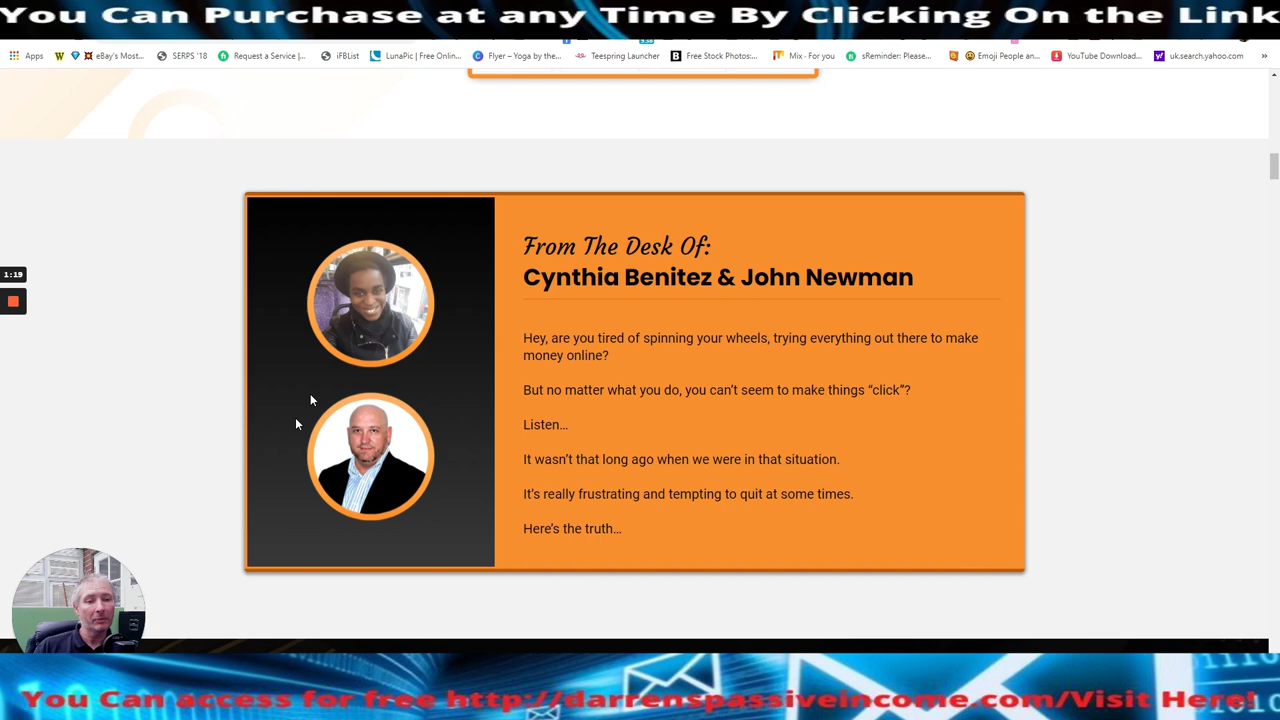 You Can Purchase at any Time By Clicking On the Link
Apps eBay's Most... SERPS '18 Request a Service |... iFBList LunaPic | Free Onlin... Flyer – Yoga by the... Teespring Launcher Free Stock Photos:... Mix · For you sReminder: Please... Emoji People an... YouTube Download... uk.search.yahoo.com »
From The Desk Of:
Cynthia Benitez & John Newman
1:19
Hey, are you tired of spinning your wheels, trying everything out there to make
money online?
But no matter what you do, you can't seem to make things “click”?
Listen…
It wasn't that long ago when we were in that situation.
It's really frustrating and tempting to quit at some times.
Here's the truth…
You Can access for free http://darrenspassiveincome.com/Visit Here!